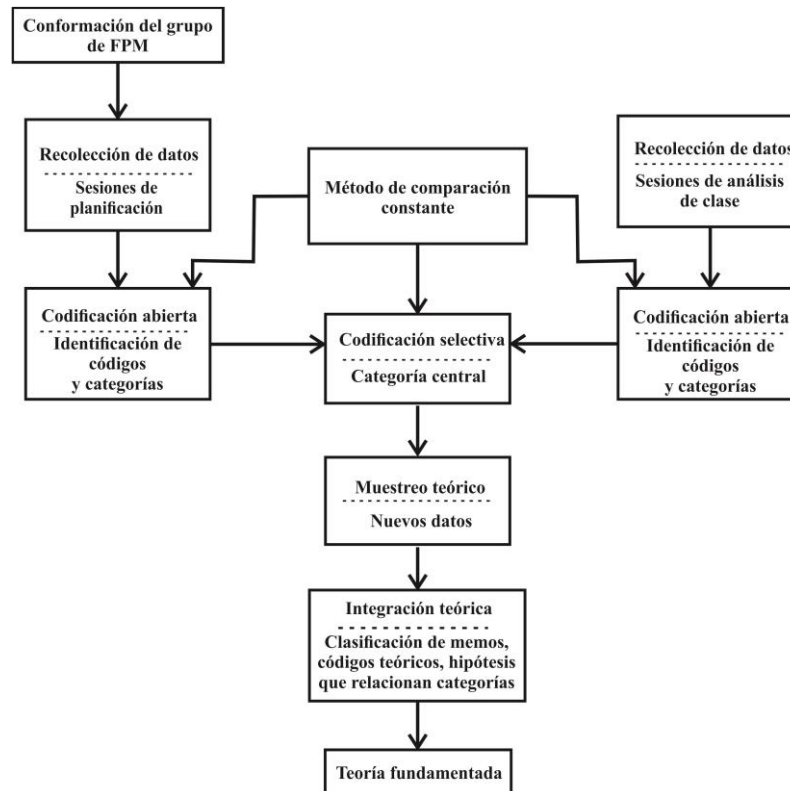 Conformación del grupo
de FPM
Recolección de datos
Sesiones de
planificación
Método de comparación
constante
Recolección de datos
Sesiones de análisis
de clase
Codificación abierta
Identificación de
códigos
y categorías
Codificación selectiva
Categoría central
Codificación abierta
Identificación de
códigos
y categorías
Muestreo teórico
Nuevos datos
Integración teórica
Clasificación de memos,
códigos teóricos, hipótesis
que relacionan categorías
Teoría fundamentada